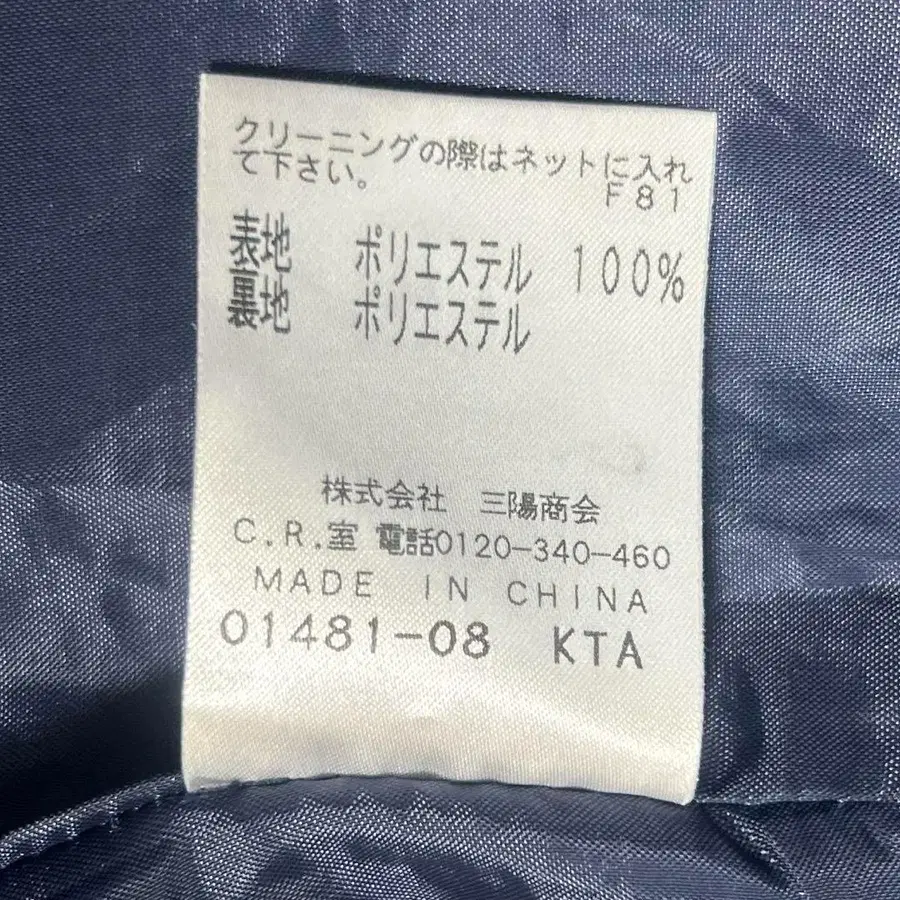 クリーニングの際はネットに入れ
て下さい。
F81
表地 ポリエステル 100%
裏地 ポリエステル
株式会社 三陽商会
C.R.室 電話0120-340-460
MADE IN CHINA
01481-08 KTA